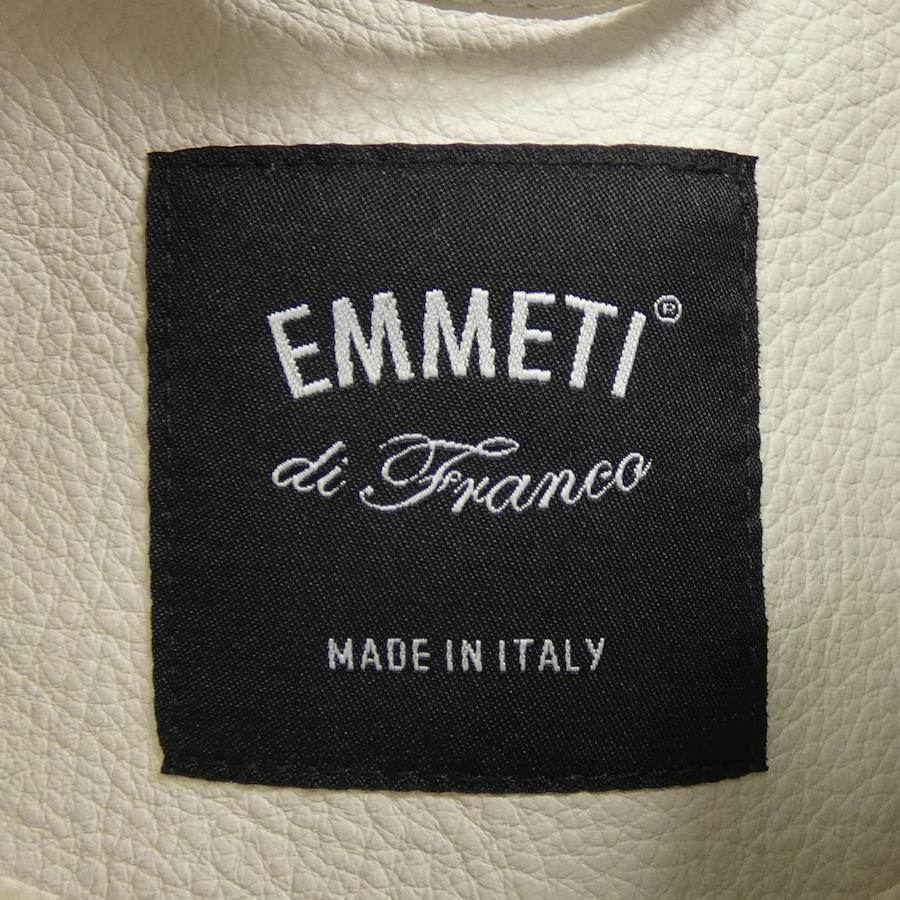 EMMETI®
di Franco
MADE IN ITALY